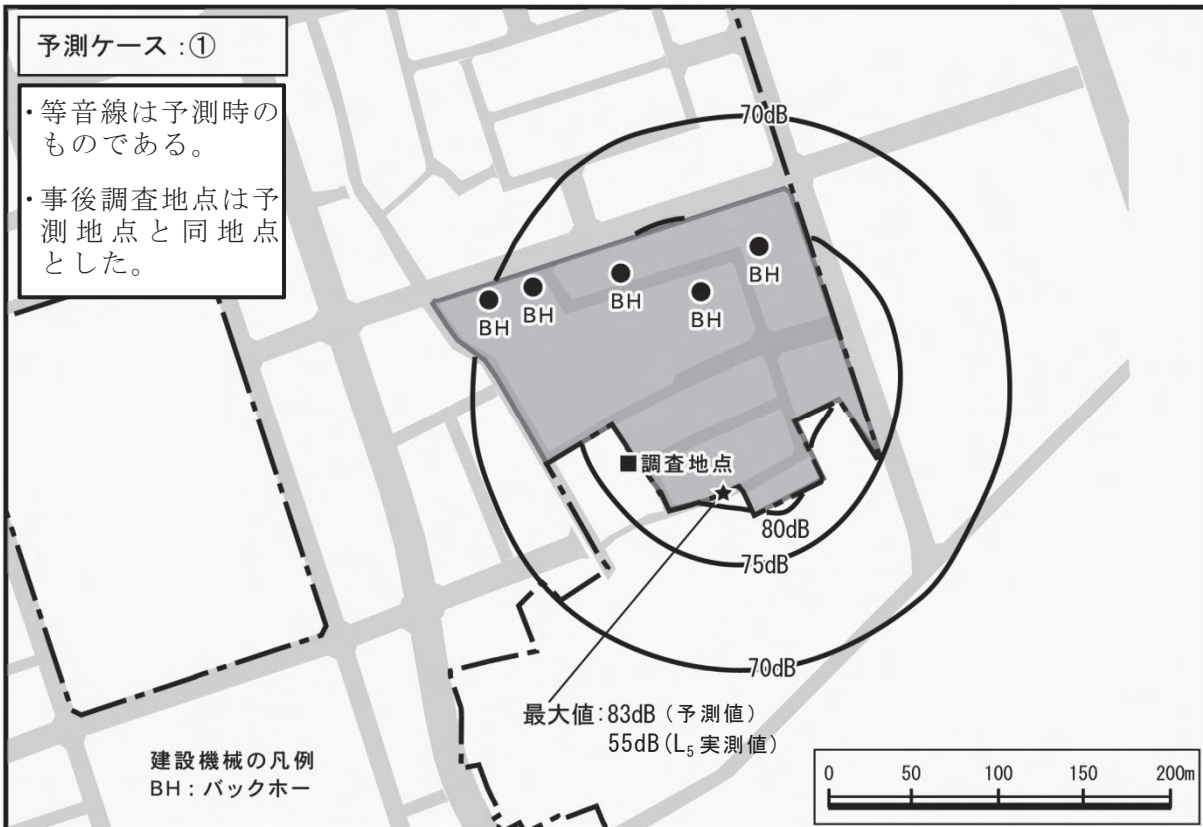 予測ケース：①
・等音線は予測時の
ものである。
・事後調査地点は予
測地点と同地点
とした。
70dB
BH
BH
BH
BH
BH
■調査地点
80dB
75dB
70dB
最大値：83dB（予測値）
55dB（L₅実測値）
建設機械の凡例
BH：バックホー
0 50 100 150 200m